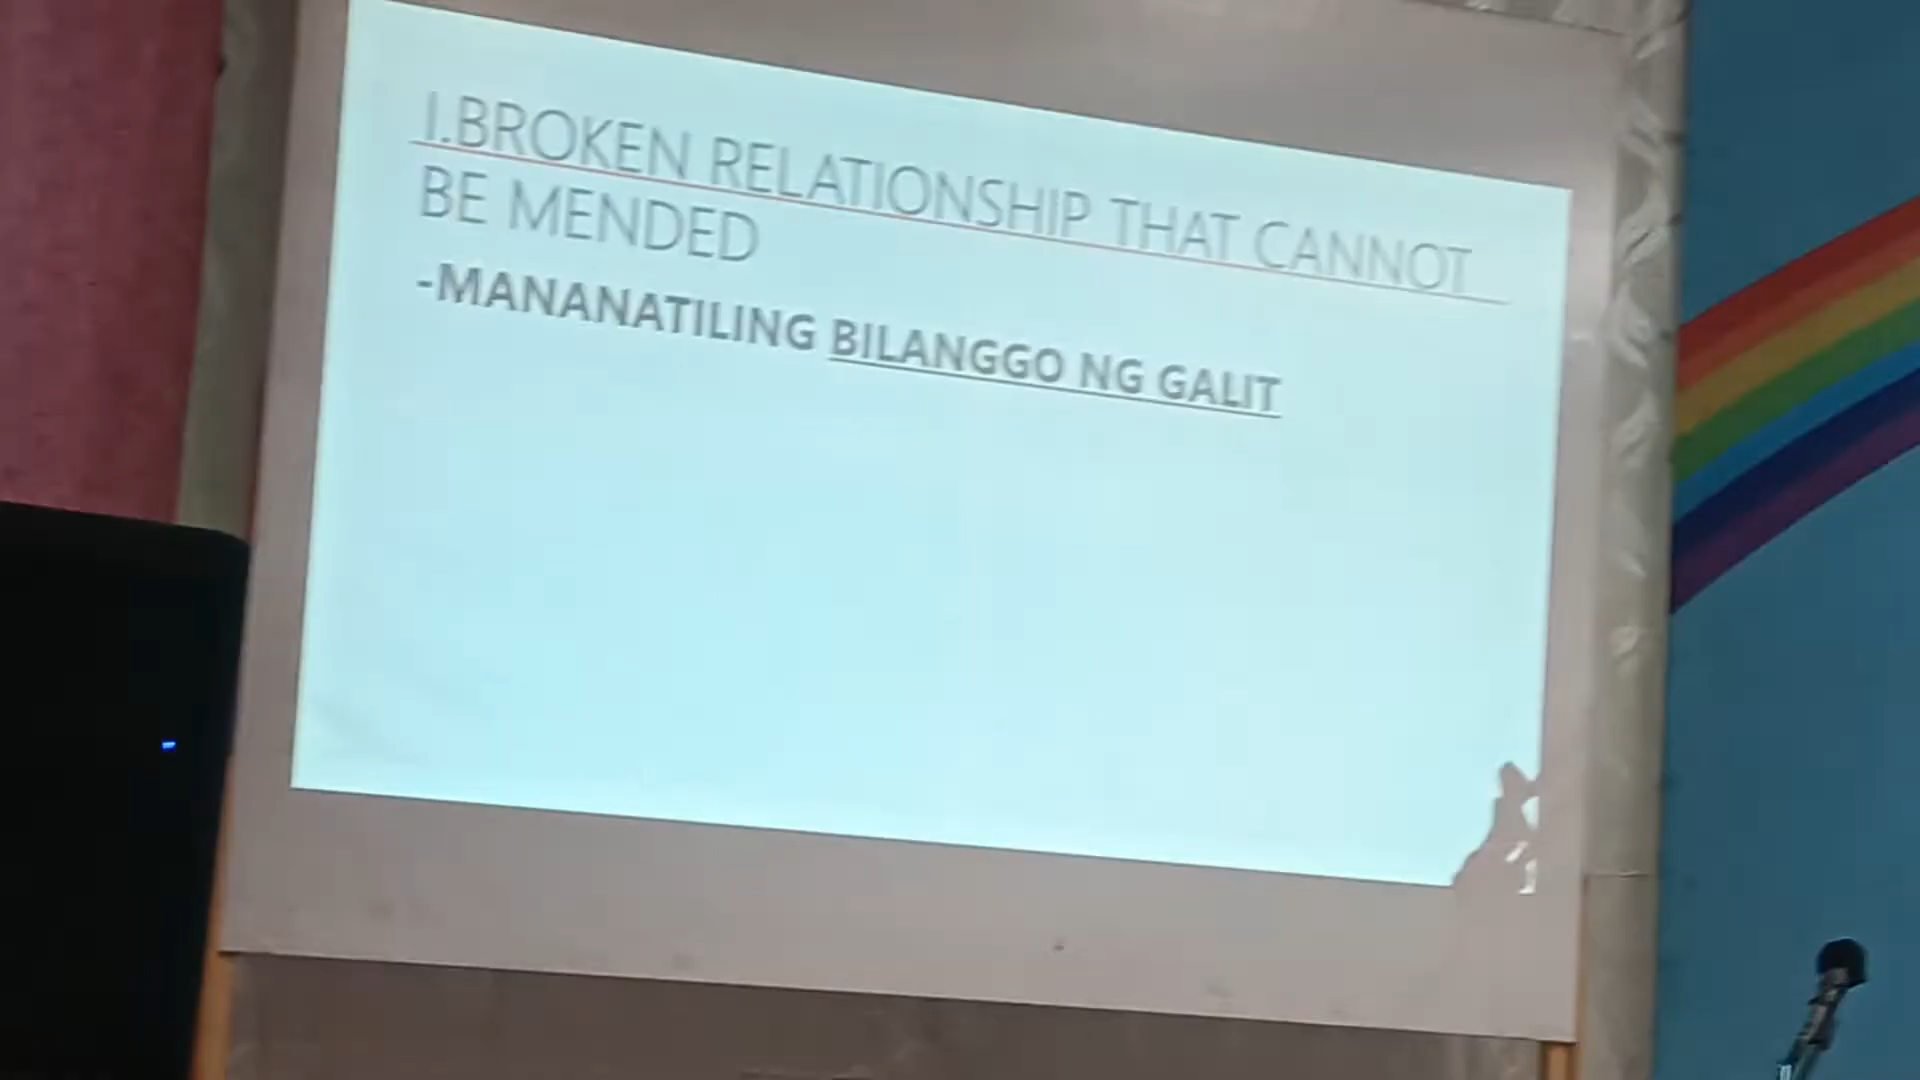 I.BROKEN RELATIONSHIP THAT CANNOT
BE MENDED
-MANANATILING BILANGGO NG GALIT